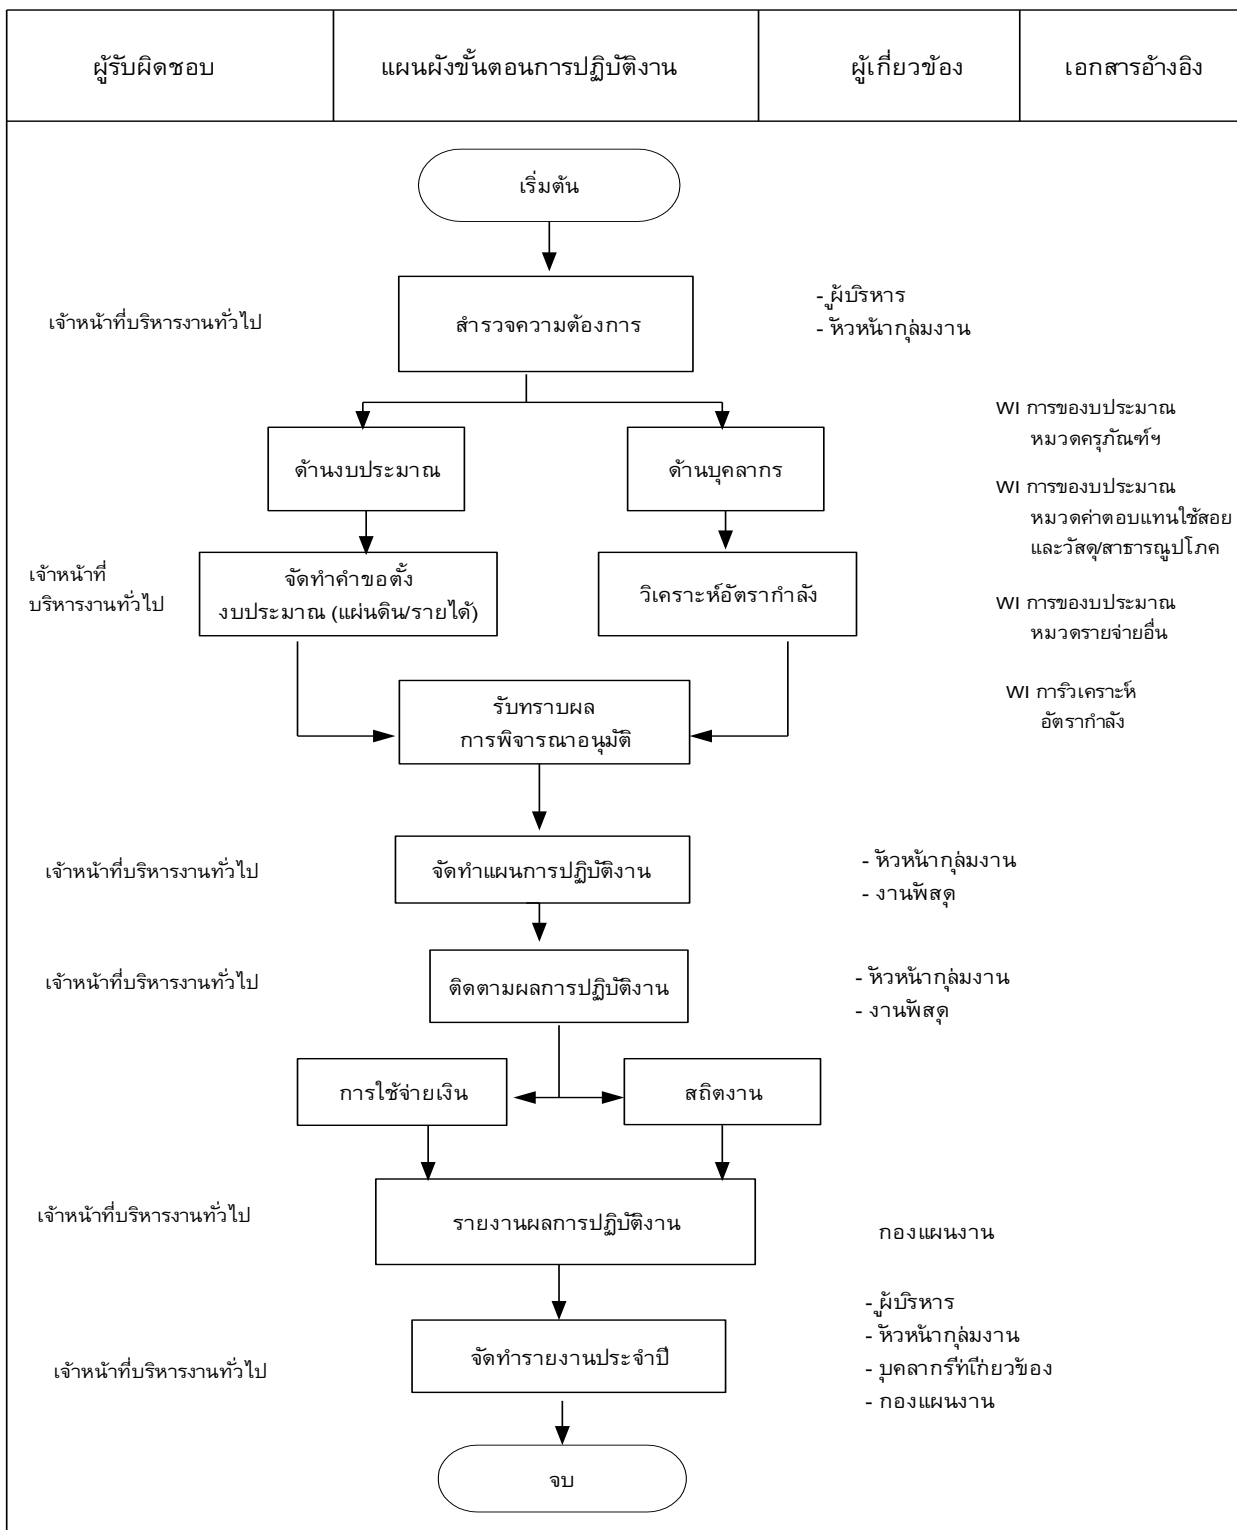 ผู้รับผิดชอบ
แผนผังขั้นตอนการปฏิบัติงาน
ผู้เกี่ยวข้อง
เอกสารอ้างอิง
เริ่มต้น
เจ้าหน้าที่บริหารงานทั่วไป
สำรวจความต้องการ
- ผู้บริหาร
- หัวหน้ากลุ่มงาน
ด้านงบประมาณ
ด้านบุคลากร
WI การของบประมาณ
หมวดครุภัณฑ์ฯ
WI การของบประมาณ
หมวดค่าตอบแทนใช้สอย
และวัสดุ/สาธารณูปโภค
เจ้าหน้าที่
บริหารงานทั่วไป
จัดทำคำขอตั้ง
งบประมาณ (แผ่นดิน/รายได้)
วิเคราะห์อัตรากำลัง
WI การของบประมาณ
หมวดรายจ่ายอื่น
รับทราบผล
การพิจารณาอนุมัติ
WI การวิเคราะห์
อัตรากำลัง
เจ้าหน้าที่บริหารงานทั่วไป
จัดทำแผนการปฏิบัติงาน
- หัวหน้ากลุ่มงาน
- งานพัสดุ
เจ้าหน้าที่บริหารงานทั่วไป
ติดตามผลการปฏิบัติงาน
- หัวหน้ากลุ่มงาน
- งานพัสดุ
การใช้จ่ายเงิน
สถิตงาน
เจ้าหน้าที่บริหารงานทั่วไป
รายงานผลการปฏิบัติงาน
กองแผนงาน
เจ้าหน้าที่บริหารงานทั่วไป
จัดทำรายงานประจำปี
- ผู้บริหาร
- หัวหน้ากลุ่มงาน
- บุคลากรที่เกี่ยวข้อง
- กองแผนงาน
จบ